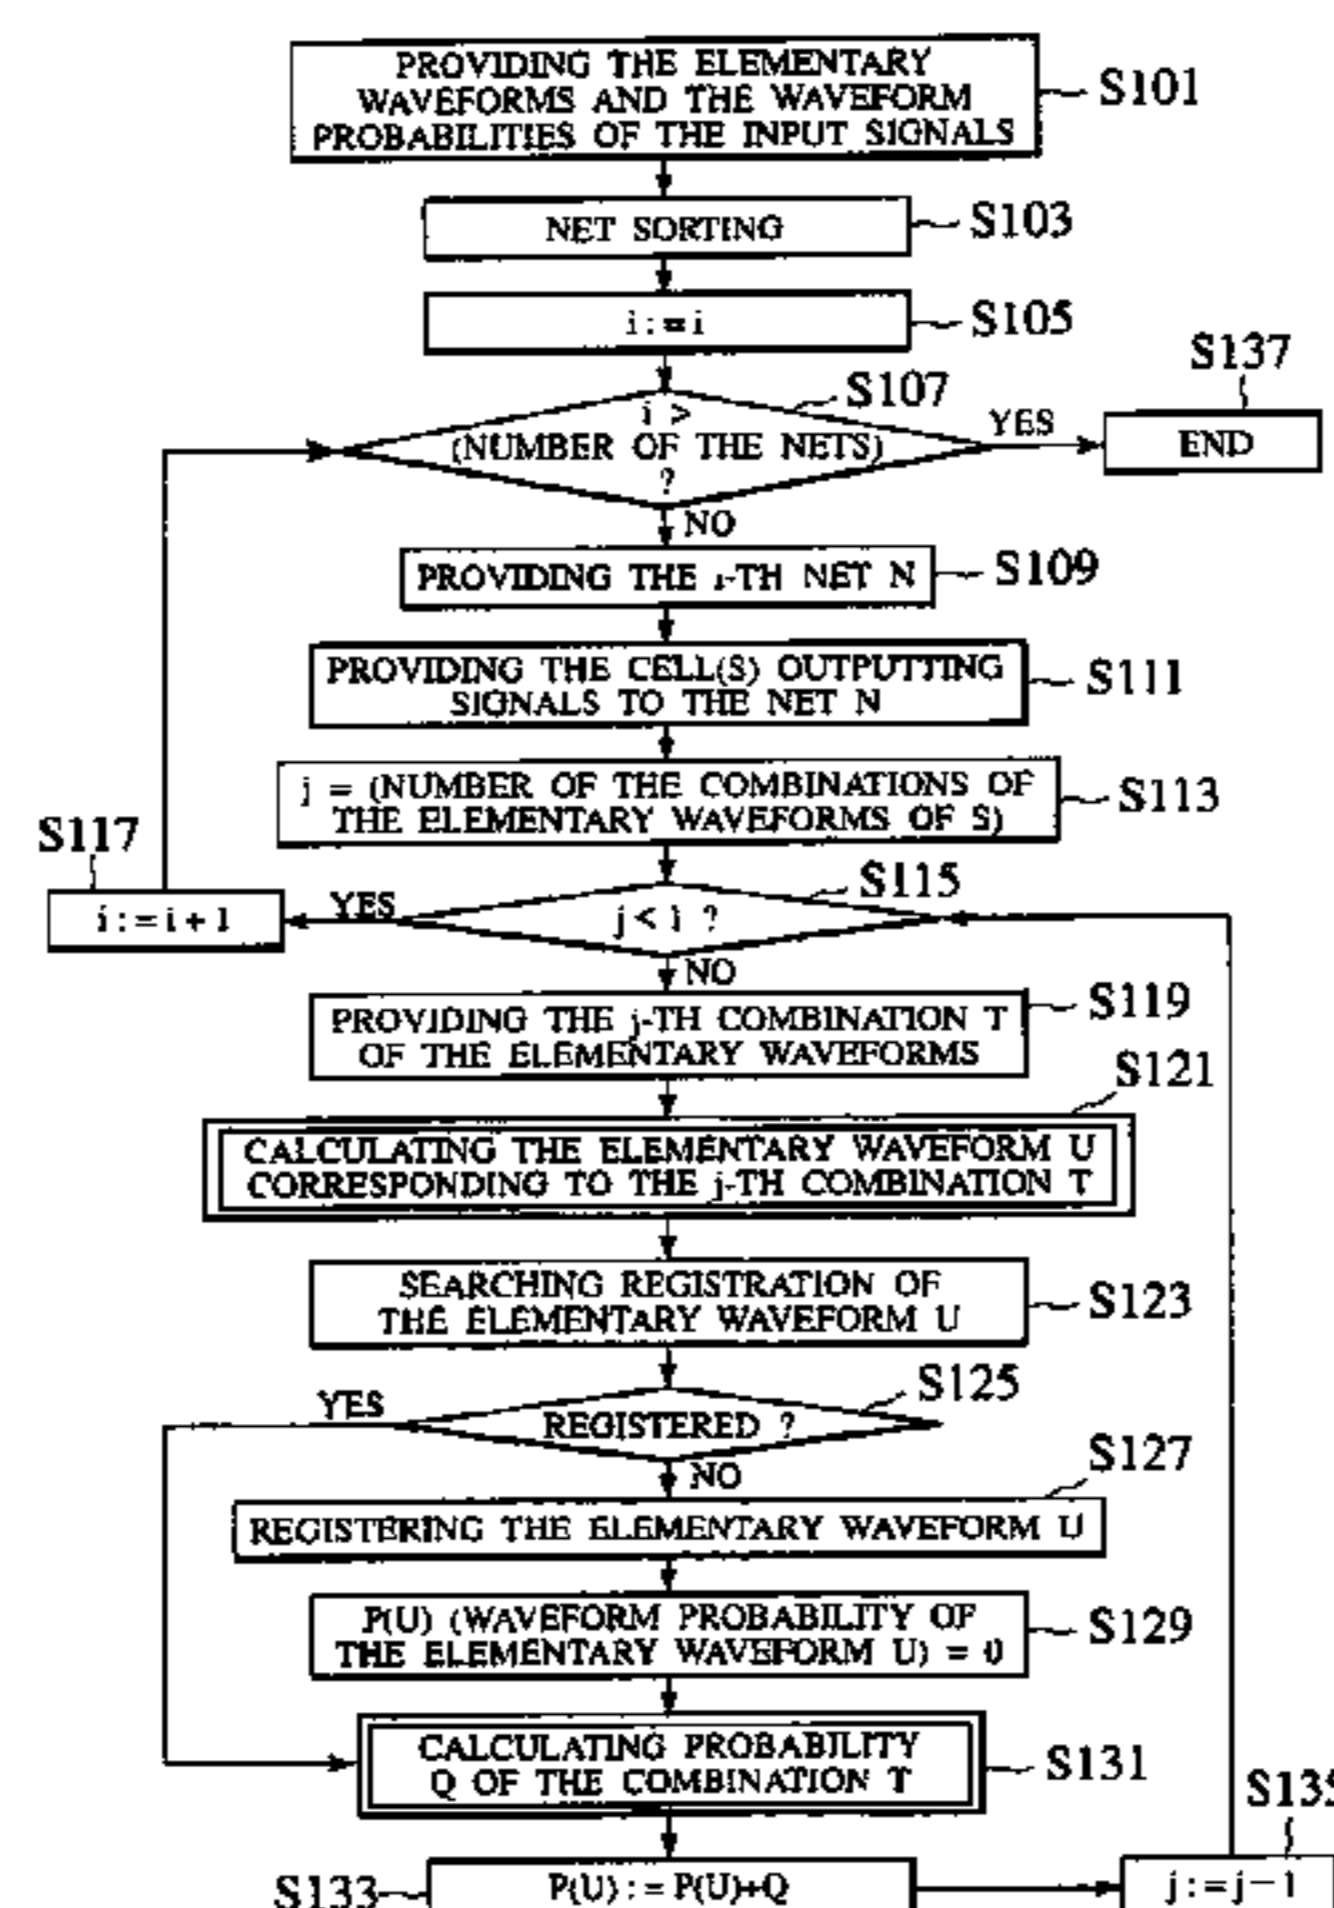 PROVIDING THE ELEMENTARY
WAVEFORMS AND THE WAVEFORM
PROBABILITIES OF THE INPUT SIGNALS
S101
NET SORTING
S103
i : = i
S105
S137
S107
i >
(NUMBER OF THE NETS)
?
YES
END
NO
PROVIDING THE i-TH NET N
S109
PROVIDING THE CELL(S) OUTPUTTING
SIGNALS TO THE NET N
S111
j = (NUMBER OF THE COMBINATIONS OF
THE ELEMENTARY WAVEFORMS OF S)
S113
S117
i : = i + 1
YES
j < 1 ?
S115
NO
PROVIDING THE j-TH COMBINATION T
OF THE ELEMENTARY WAVEFORMS
S119
S121
CALCULATING THE ELEMENTARY WAVEFORM U
CORRESPONDING TO THE j-TH COMBINATION T
SEARCHING REGISTRATION OF
THE ELEMENTARY WAVEFORM U
S123
YES
REGISTERED ?
S125
NO
S127
REGISTERING THE ELEMENTARY WAVEFORM U
P(U) (WAVEFORM PROBABILITY OF
THE ELEMENTARY WAVEFORM U) = 0
S129
CALCULATING PROBABILITY
Q OF THE COMBINATION T
S131
S135
S133
P(U) : = P(U)+Q
j : = j - 1